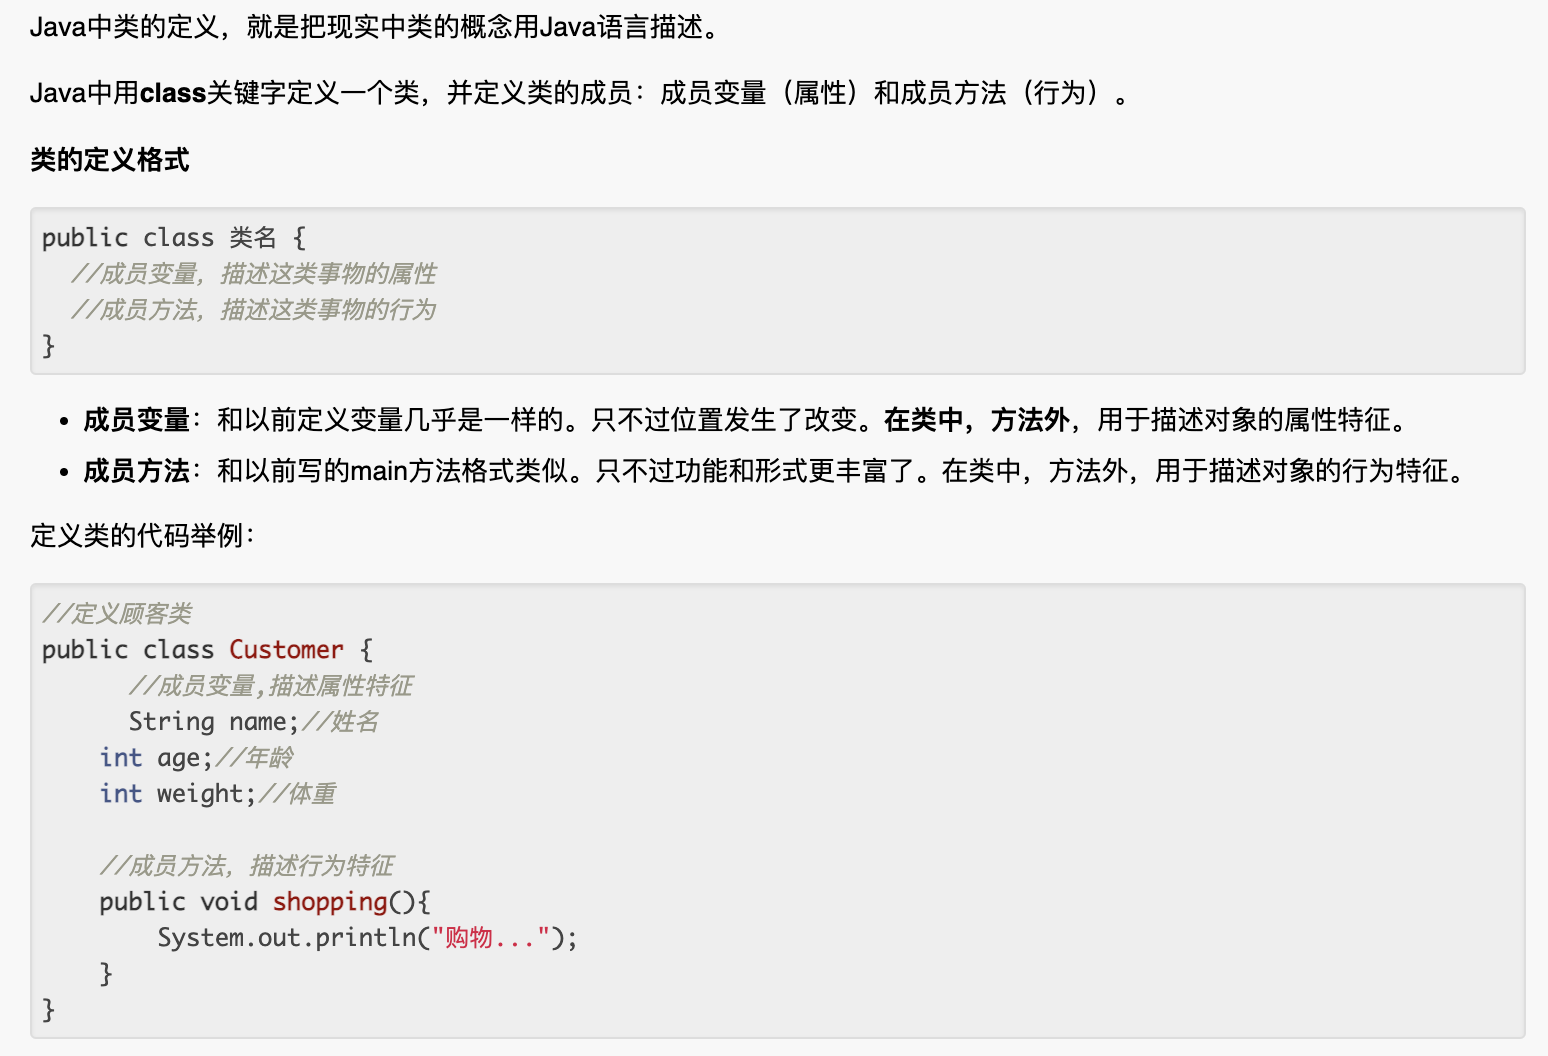 Java中类的定义，就是把现实中类的概念用Java语言描述。
Java中用class关键字定义一个类，并定义类的成员：成员变量（属性）和成员方法（行为）。
类的定义格式
public class 类名 {
  //成员变量，描述这类事物的属性
  //成员方法，描述这类事物的行为
}
• 成员变量：和以前定义变量几乎是一样的。只不过位置发生了改变。在类中，方法外，用于描述对象的属性特征。
• 成员方法：和以前写的main方法格式类似。只不过功能和形式更丰富了。在类中，方法外，用于描述对象的行为特征。
定义类的代码举例：
//定义顾客类
public class Customer {
      //成员变量,描述属性特征
      String name;//姓名
    int age;//年龄
    int weight;//体重
    //成员方法，描述行为特征
    public void shopping(){
        System.out.println("购物...");
    }
}